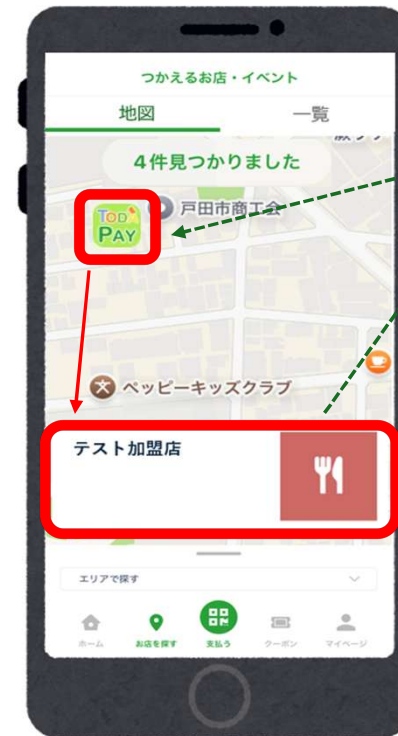 つかえるお店・イベント
地図
一覧
4件見つかりました
TOD
PAY
戸田市商工会
ペッピーキッズクラブ
テスト加盟店
エリアで探す
ホーム
お店を探す
支払う
クーポン
マイページ